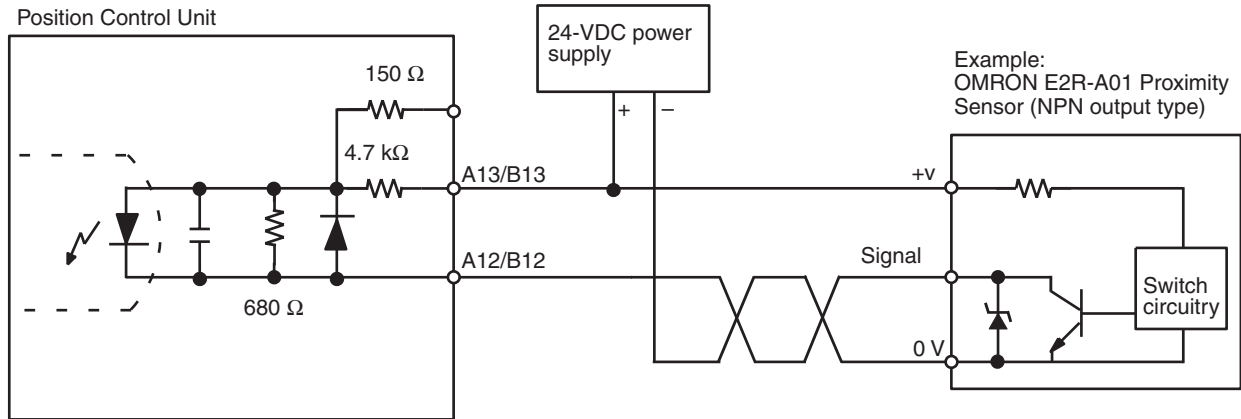 Position Control Unit
24-VDC power
supply
150 Ω
+
−
Example:
OMRON E2R-A01 Proximity
Sensor (NPN output type)
4.7 kΩ
A13/B13
+v
A12/B12
Signal
680 Ω
Switch
circuitry
0 V